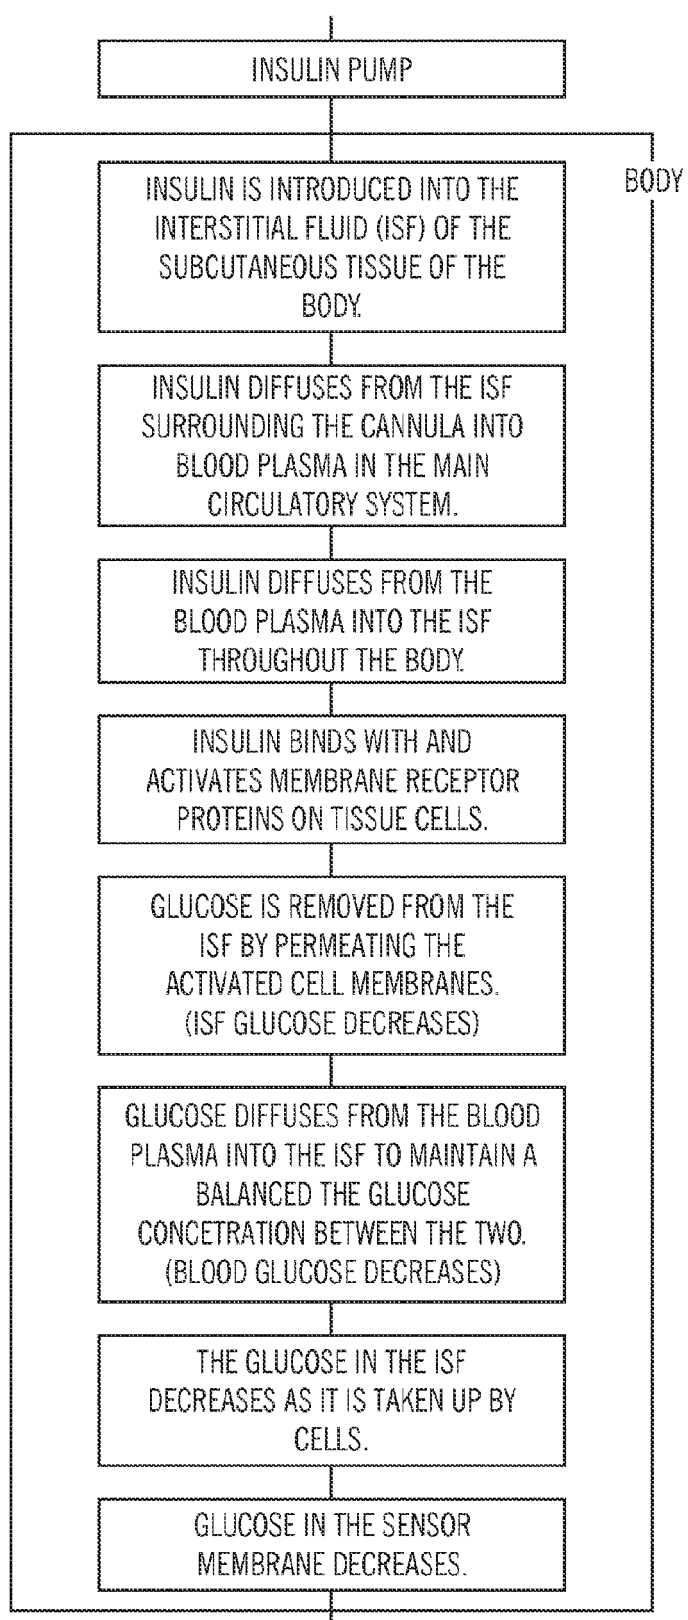 INSULIN PUMP
BODY
INSULIN IS INTRODUCED INTO THE
INTERSTITIAL FLUID (ISF) OF THE
SUBCUTANEOUS TISSUE OF THE
BODY.
INSULIN DIFFUSES FROM THE ISF
SURROUNDING THE CANNULA INTO
BLOOD PLASMA IN THE MAIN
CIRCULATORY SYSTEM.
INSULIN DIFFUSES FROM THE
BLOOD PLASMA INTO THE ISF
THROUGHOUT THE BODY.
INSULIN BINDS WITH AND
ACTIVATES MEMBRANE RECEPTOR
PROTEINS ON TISSUE CELLS.
GLUCOSE IS REMOVED FROM THE
ISF BY PERMEATING THE
ACTIVATED CELL MEMBRANES.
(ISF GLUCOSE DECREASES)
GLUCOSE DIFFUSES FROM THE BLOOD
PLASMA INTO THE ISF TO MAINTAIN A
BALANCED THE GLUCOSE
CONCETRATION BETWEEN THE TWO.
(BLOOD GLUCOSE DECREASES)
THE GLUCOSE IN THE ISF
DECREASES AS IT IS TAKEN UP BY
CELLS.
GLUCOSE IN THE SENSOR
MEMBRANE DECREASES.